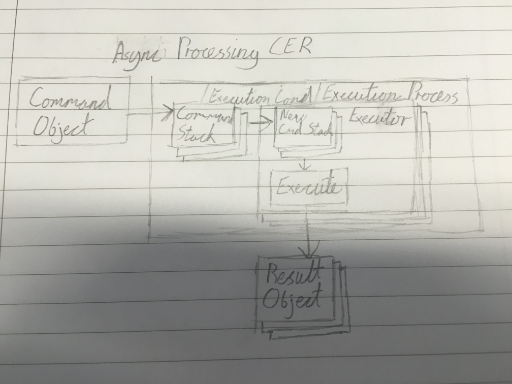 Async Processing CER
Command
Object
Execution Cond
Execution Process
Command
Stack
New
Cmd Stack
Executor
Execute
Result
Object